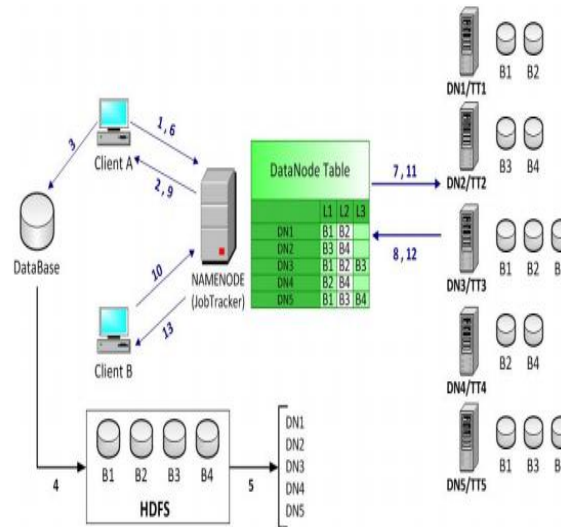 1, 6
3
Client A
2, 9
DataBase
10
NAMENODE
(JobTracker)
13
Client B
DataNode Table
L1 L2 L3
DN1 B1 B2
DN2 B3 B4
DN3 B1 B2 B3
DN4 B2 B4
DN5 B1 B3 B4
7, 11
8, 12
B1 B2
DN1/TT1
B3 B4
DN2/TT2
B1 B2
DN3/TT3
B2 B4
DN4/TT4
B1 B3
DN5/TT5
4
B1 B2 B3 B4
HDFS
5
DN1
DN2
DN3
DN4
DN5